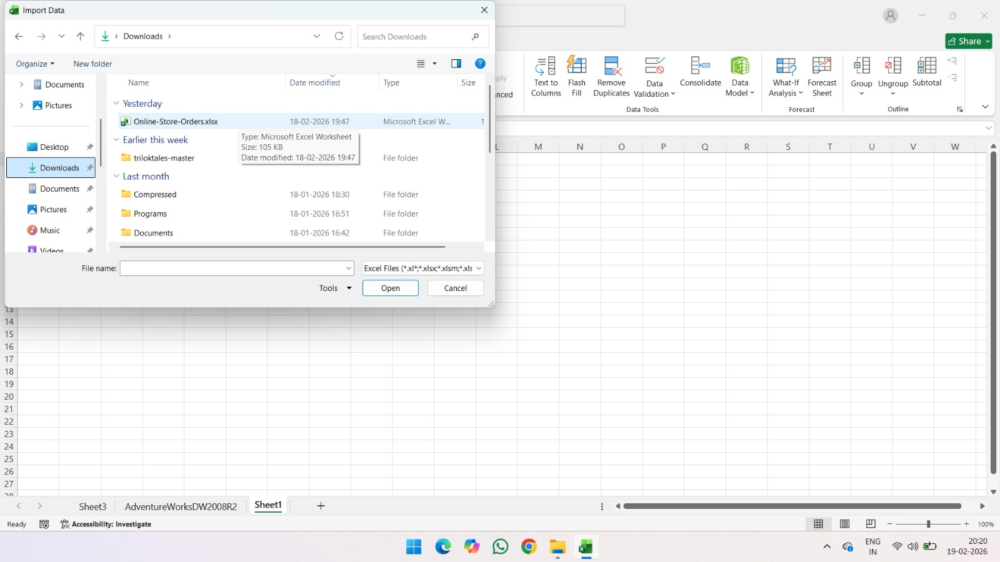 Import Data
Downloads
Search Downloads
Organize
New folder
Name
Date modified
Type
Size
Documents
Pictures
Desktop
Downloads
Documents
Pictures
Music
Videos
Yesterday
Online-Store-Orders.xlsx 18-02-2026 19:47 Microsoft Excel W... 1
Earlier this week
triloktales-master File folder
Type: Microsoft Excel Worksheet
Size: 105 KB
Date modified: 18-02-2026 19:47
Last month
Compressed 18-01-2026 18:30 File folder
Programs 18-01-2026 16:51 File folder
Documents 18-01-2026 16:42 File folder
File name:
Excel Files (*.xl*;*.xlsx;*.xlsm;*.xls
Tools
Open
Cancel
Share
Text to
Columns
Flash
Fill
Remove
Duplicates
Data
Validation
Consolidate
Data
Model
Data Tools
What-If
Analysis
Forecast
Sheet
Forecast
Group
Ungroup
Subtotal
Outline
L M N O P Q R S T U V W
13
14
15
16
17
18
19
20
21
22
23
24
25
26
27
28
Sheet3
AdventureWorksDW2008R2
Sheet1
Ready
Accessibility: Investigate
100%
ENG
IN
20:20
19-02-2026